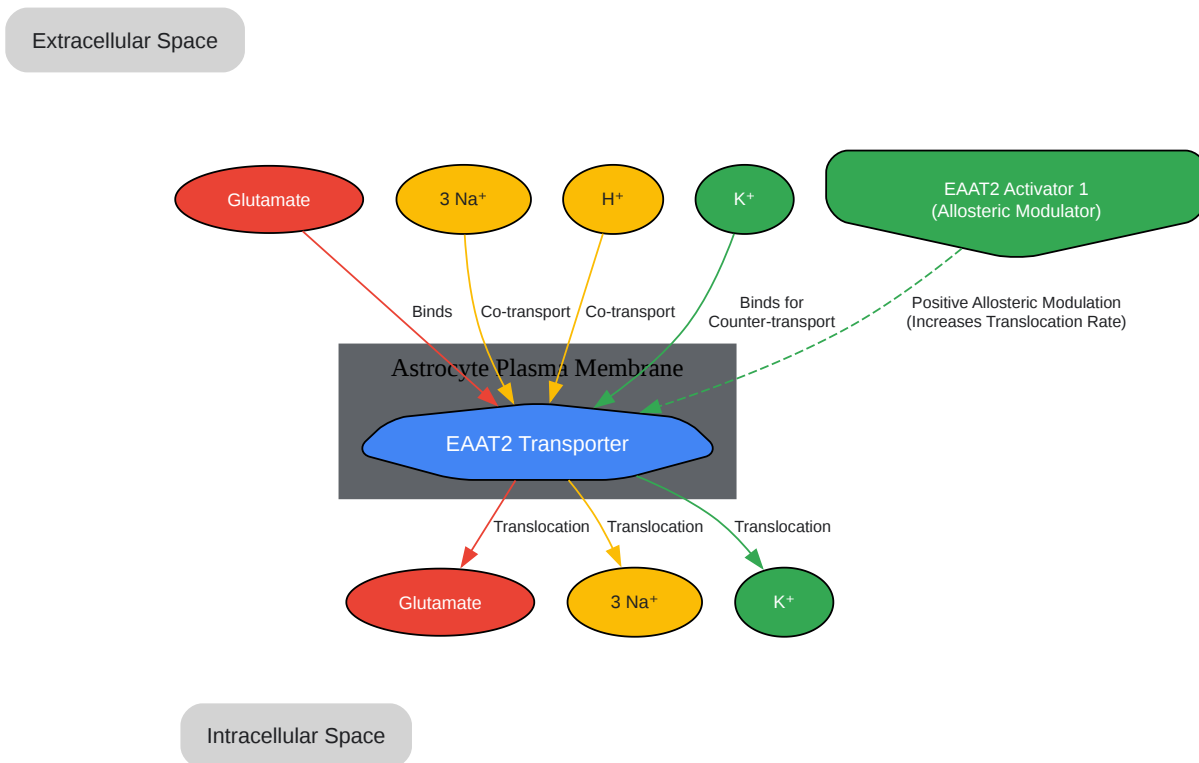 Extracellular Space
Glutamate
3 Na⁺
H⁺
K⁺
EAAT2 Activator 1
(Allosteric Modulator)
Binds
Co-transport
Co-transport
Binds for
Counter-transport
Positive Allosteric Modulation
(Increases Translocation Rate)
Astrocyte Plasma Membrane
EAAT2 Transporter
Translocation
Translocation
Translocation
Glutamate
3 Na⁺
K⁺
Intracellular Space